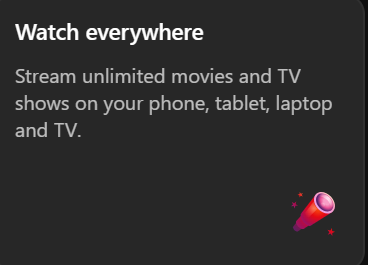 Watch everywhere
Stream unlimited movies and TV
shows on your phone, tablet, laptop
and TV.